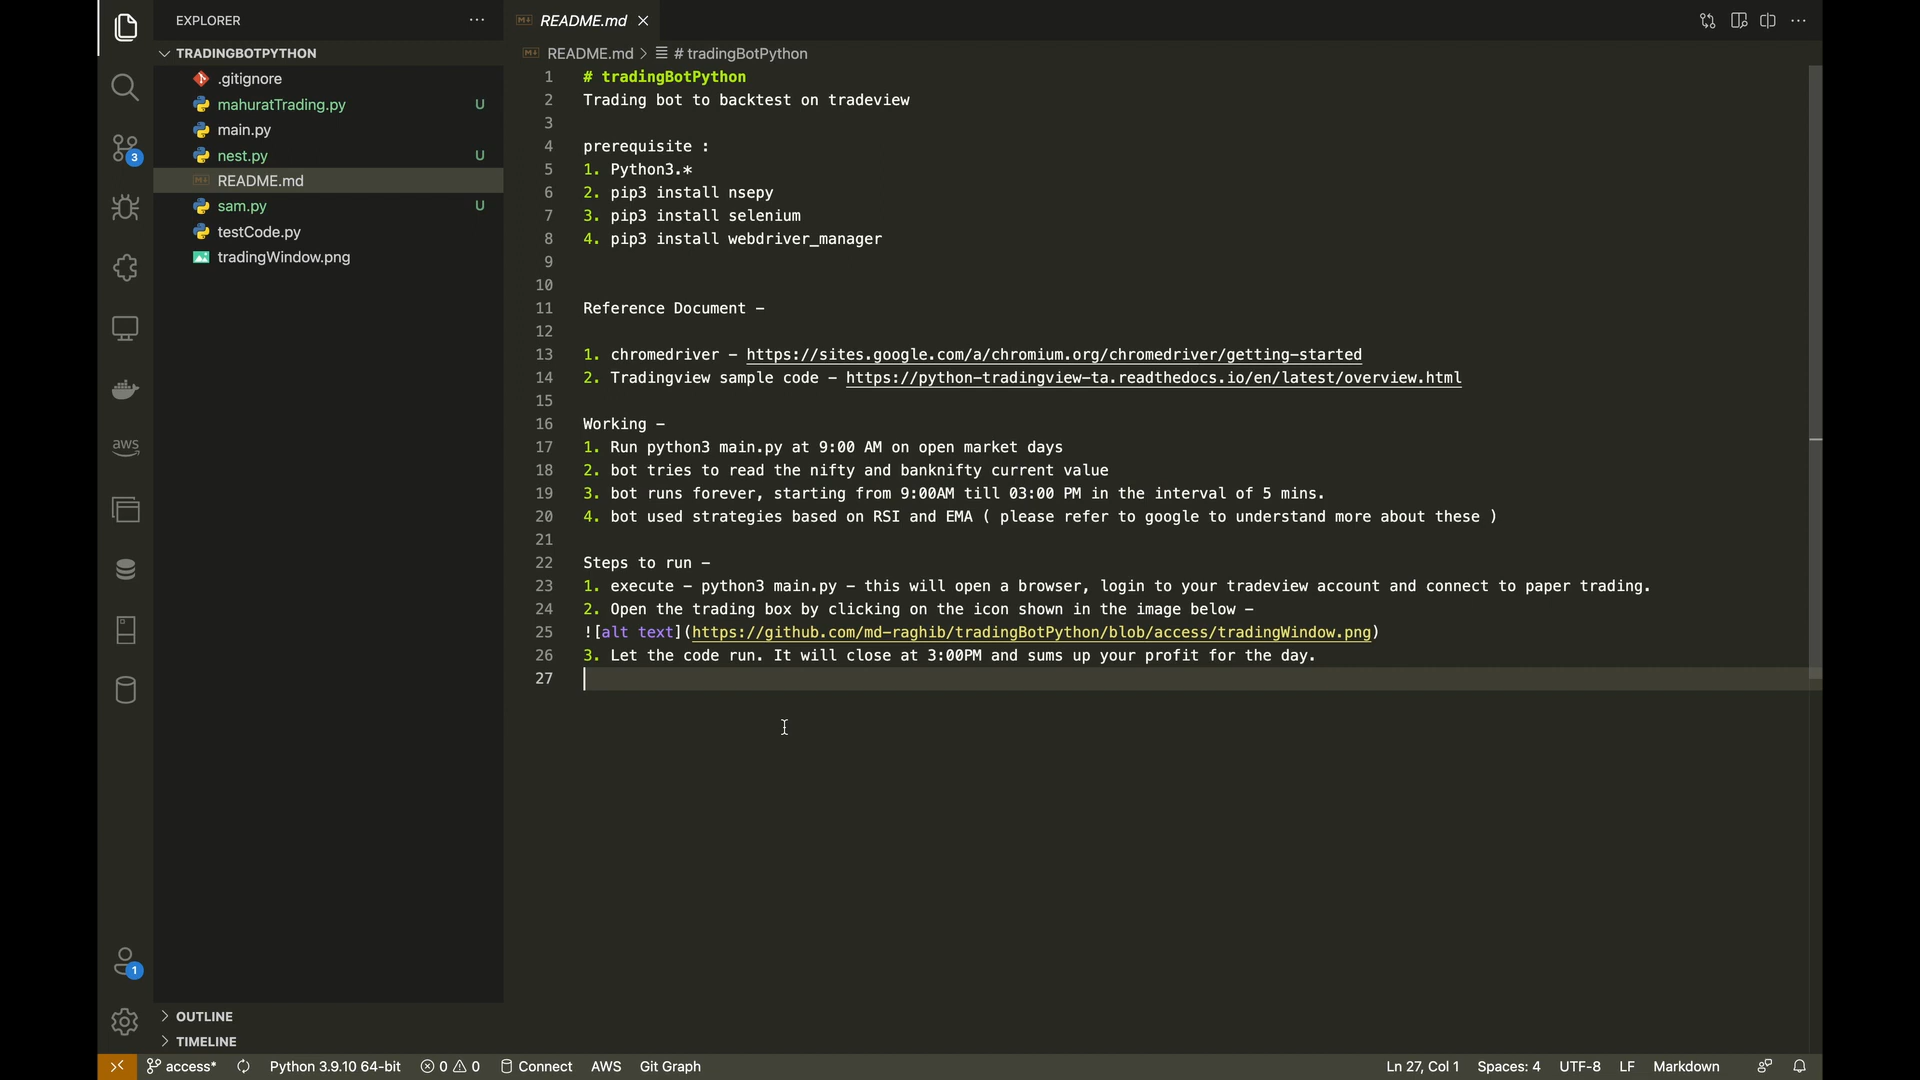 EXPLORER
···
TRADINGBOTPYTHON
.gitignore
mahuratTrading.py U
main.py
nest.py U
README.md
sam.py U
testCode.py
tradingWindow.png
3
aws
1
OUTLINE
TIMELINE
README.md
README.md > # tradingBotPython
1 # tradingBotPython
2 Trading bot to backtest on tradeview
3
4 prerequisite :
5 1. Python3.*
6 2. pip3 install nsepy
7 3. pip3 install selenium
8 4. pip3 install webdriver_manager
9
10
11 Reference Document -
12
13 1. chromedriver - https://sites.google.com/a/chromium.org/chromedriver/getting-started
14 2. Tradingview sample code - https://python-tradingview-ta.readthedocs.io/en/latest/overview.html
15
16 Working -
17 1. Run python3 main.py at 9:00 AM on open market days
18 2. bot tries to read the nifty and banknifty current value
19 3. bot runs forever, starting from 9:00AM till 03:00 PM in the interval of 5 mins.
20 4. bot used strategies based on RSI and EMA ( please refer to google to understand more about these )
21
22 Steps to run -
23 1. execute - python3 main.py - this will open a browser, login to your tradeview account and connect to paper trading.
24 2. Open the trading box by clicking on the icon shown in the image below -
25 ![alt text](https://github.com/md-raghib/tradingBotPython/blob/access/tradingWindow.png)
26 3. Let the code run. It will close at 3:00PM and sums up your profit for the day.
27
access* Python 3.9.10 64-bit 0 0 Connect AWS Git Graph Ln 27, Col 1 Spaces: 4 UTF-8 LF Markdown